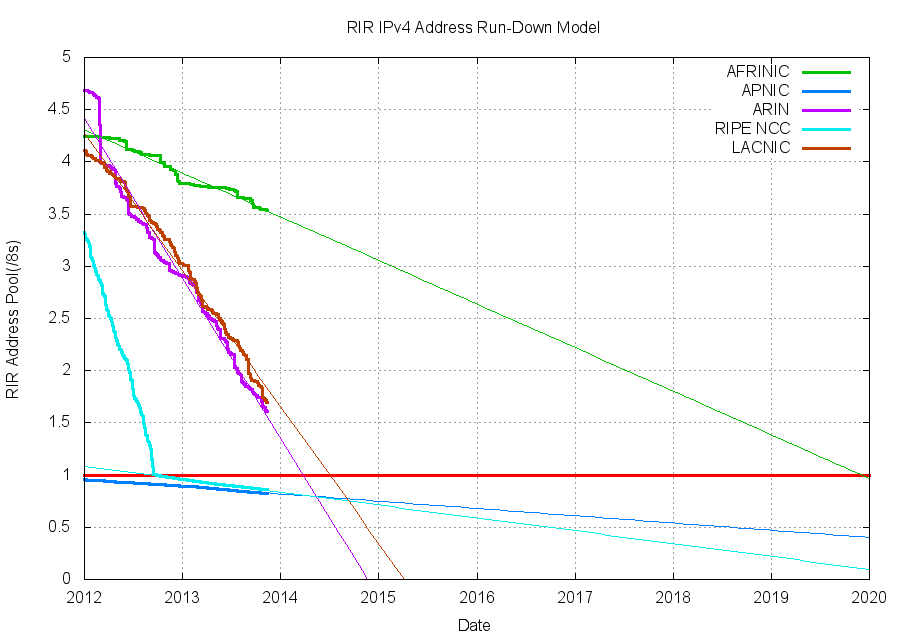 RIR IPv4 Address Run-Down Model
AFRINIC
APNIC
ARIN
RIPE NCC
LACNIC
RIR Address Pool(/8s)
5
4.5
4
3.5
3
2.5
2
1.5
1
0.5
0
2012 2013 2014 2015 2016 2017 2018 2019 2020
Date